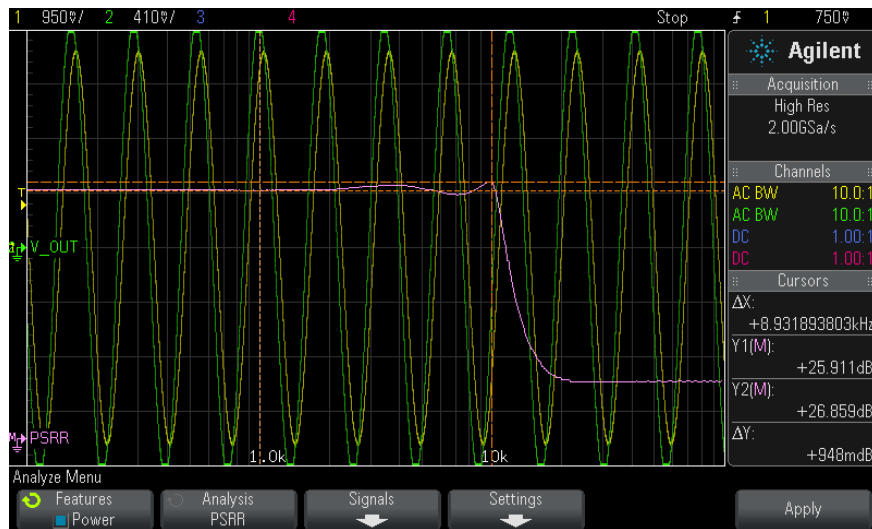 1 950V/ 2 410V/ 3 4 Stop 1 750V
Agilent
Acquisition
High Res
2.00GSa/s
Channels
AC BW 10.0:1
AC BW 10.0:1
DC 1.00:1
DC 1.00:1
Cursors
ΔX:
+8.931893803kHz
Y1(M):
+25.911dB
Y2(M):
+26.859dB
ΔY:
+948mdB
T
V_OUT
M PSRR
1.0k 10k
Analyze Menu
Features
Power
Analysis
PSRR
Signals
Settings
Apply